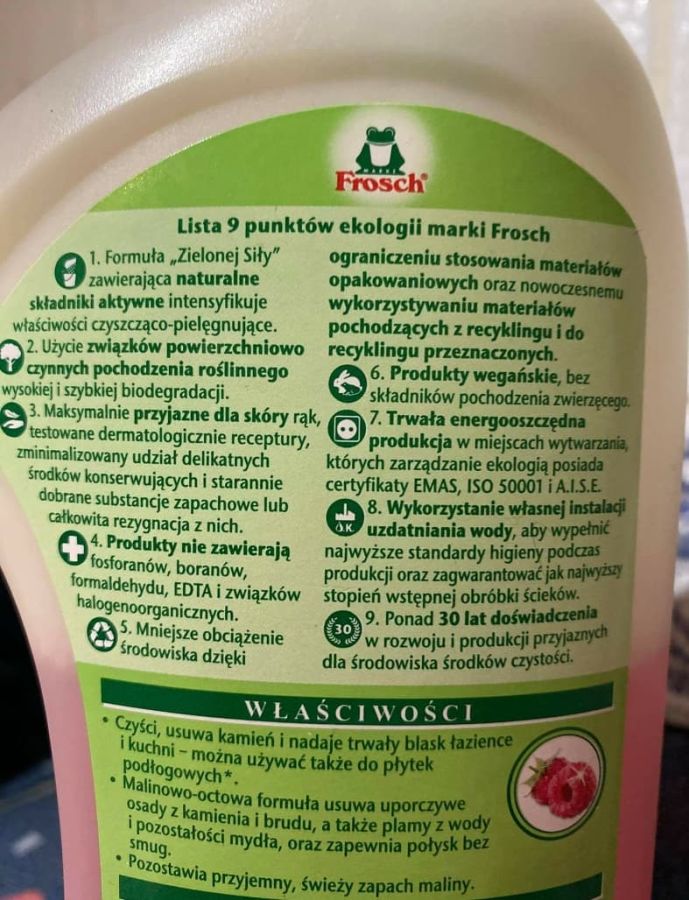 MARKE
Frosch®
Lista 9 punktów ekologii marki Frosch
1. Formuła „Zielonej Siły”
zawierająca naturalne
składniki aktywne intensyfikuje
właściwości czyszcząco-pielęgnujące.
2. Użycie związków powierzchniowo
czynnych pochodzenia roślinnego
wysokiej i szybkiej biodegradacji.
3. Maksymalnie przyjazne dla skóry rąk,
testowane dermatologicznie receptury,
zminimalizowany udział delikatnych
środków konserwujących i starannie
dobrane substancje zapachowe lub
całkowita rezygnacja z nich.
4. Produkty nie zawierają
fosforanów, boranów,
formaldehydu, EDTA i związków
halogenoorganicznych.
5. Mniejsze obciążenie
środowiska dzięki
ograniczeniu stosowania materiałów
opakowaniowych oraz nowoczesnemu
wykorzystywaniu materiałów
pochodzących z recyklingu i do
recyklingu przeznaczonych.
6. Produkty wegańskie, bez
składników pochodzenia zwierzęcego.
7. Trwała energooszczędna
produkcja w miejscach wytwarzania,
których zarządzanie ekologią posiada
certyfikaty EMAS, ISO 50001 i A.I.S.E.
8. Wykorzystanie własnej instalacji
uzdatniania wody, aby wypełnić
najwyższe standardy higieny podczas
produkcji oraz zagwarantować jak najwyższy
stopień wstępnej obróbki ścieków.
30
9. Ponad 30 lat doświadczenia
w rozwoju i produkcji przyjaznych
dla środowiska środków czystości.
WŁAŚCIWOŚCI
• Czyści, usuwa kamień i nadaje trwały blask łazience
i kuchni – można używać także do płytek
podłogowych*.
• Malinowo-octowa formuła usuwa uporczywe
osady z kamienia i brudu, a także plamy z wody
i pozostałości mydła, oraz zapewnia połysk bez
smug.
• Pozostawia przyjemny, świeży zapach maliny.